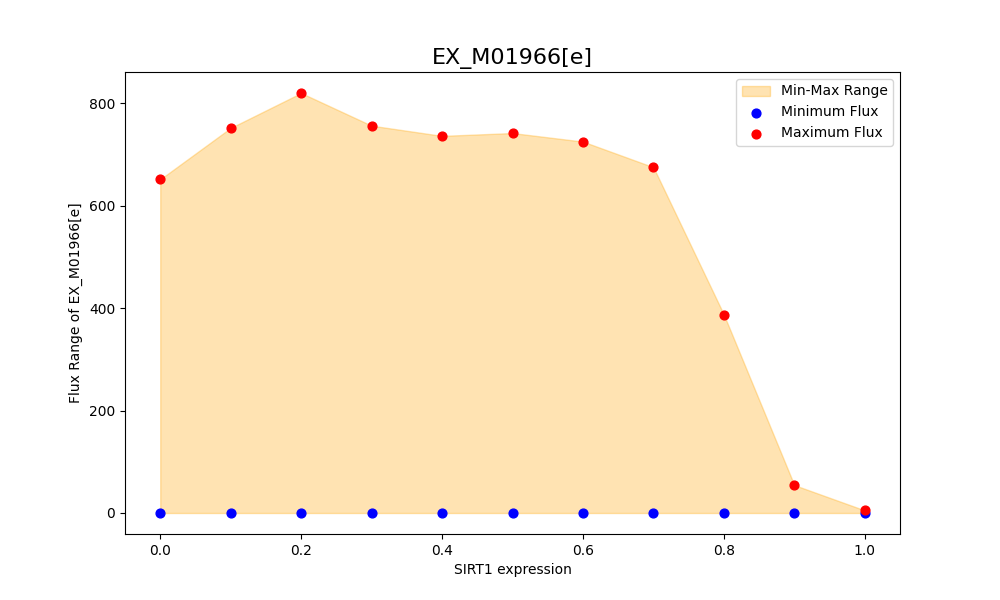 EX_M01966[e]
Min-Max Range
Minimum Flux
Maximum Flux
Flux Range of EX_M01966[e]
800
600
400
200
0
0.0 0.2 0.4 0.6 0.8 1.0
SIRT1 expression